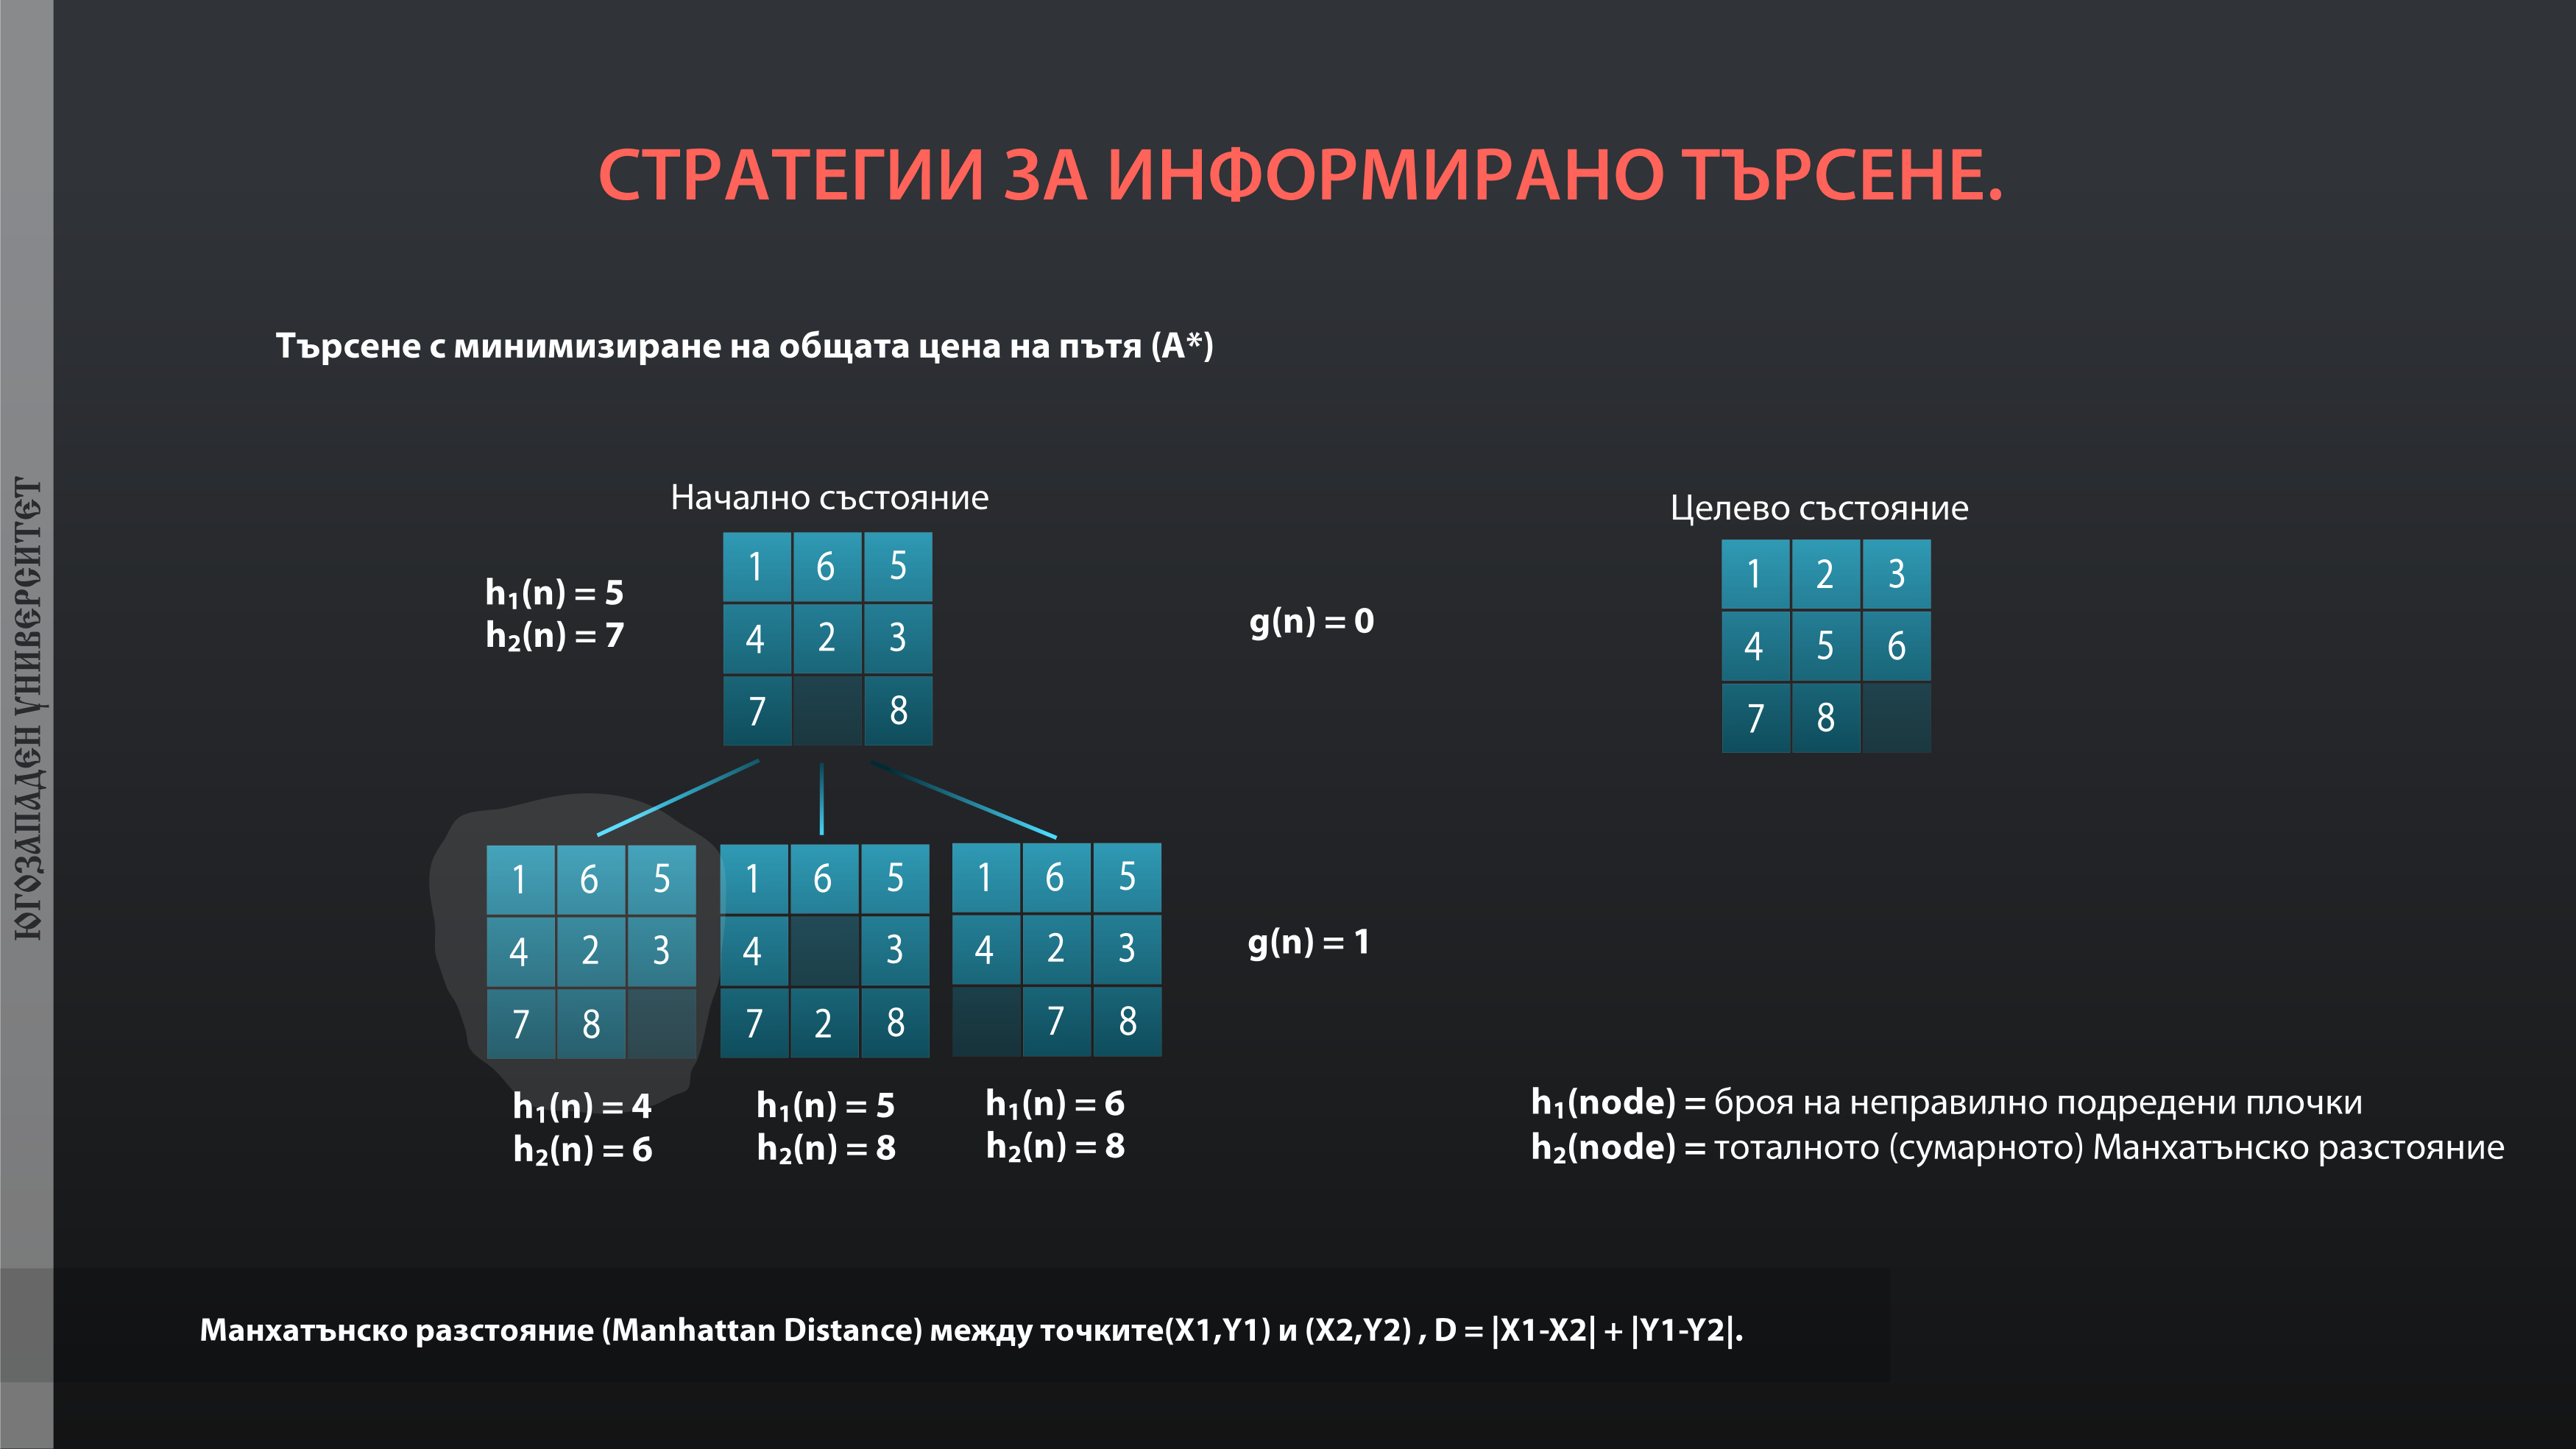 СТРАТЕГИИ ЗА ИНФОРМИРАНО ТЪРСЕНЕ.
Търсене с минимизиране на общата цена на пътя (A*)
ЮГОЗАПАДЕН УНИВЕРСИТЕТ
Начално състояние
Целево състояние
h₁(n) = 5
h₂(n) = 7
1 6 5
4 2 3
7 8
g(n) = 0
1 2 3
4 5 6
7 8
1 6 5
4 2 3
7 8
1 6 5
4 3
7 2 8
1 6 5
4 2 3
7 8
g(n) = 1
h₁(n) = 4
h₂(n) = 6
h₁(n) = 5
h₂(n) = 8
h₁(n) = 6
h₂(n) = 8
h₁(node) = броя на неправилно подредени плочки
h₂(node) = тоталното (сумарното) Манхатънско разстояние
Манхатънско разстояние (Manhattan Distance) между точките(X1,Y1) и (X2,Y2) , D = |X1-X2| + |Y1-Y2|.